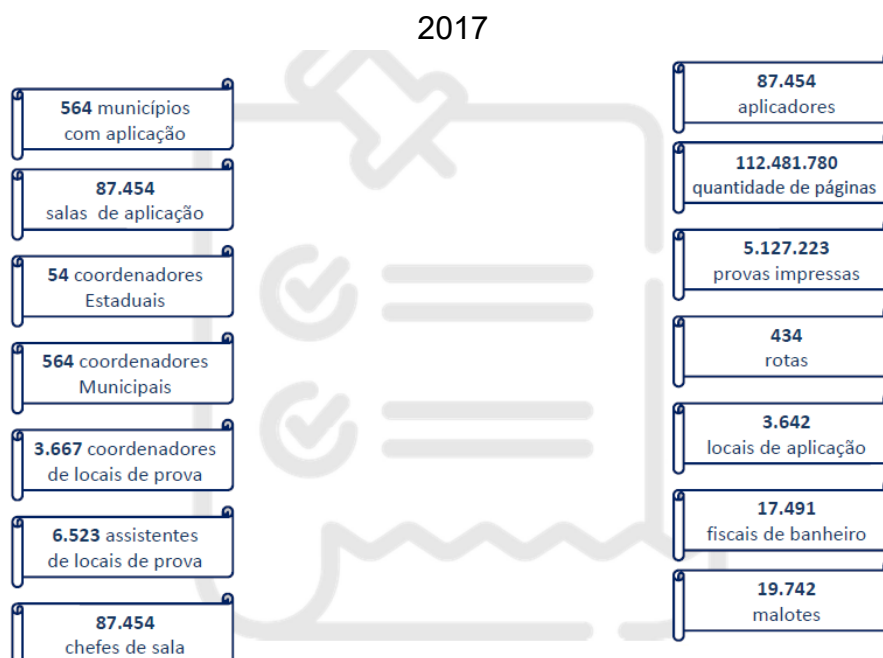 2017
564 municípios
com aplicação
87.454
salas de aplicação
54 coordenadores
Estaduais
564 coordenadores
Municipais
3.667 coordenadores
de locais de prova
6.523 assistentes
de locais de prova
87.454
chefes de sala
87.454
aplicadores
112.481.780
quantidade de páginas
5.127.223
provas impressas
434
rotas
3.642
locais de aplicação
17.491
fiscais de banheiro
19.742
malotes